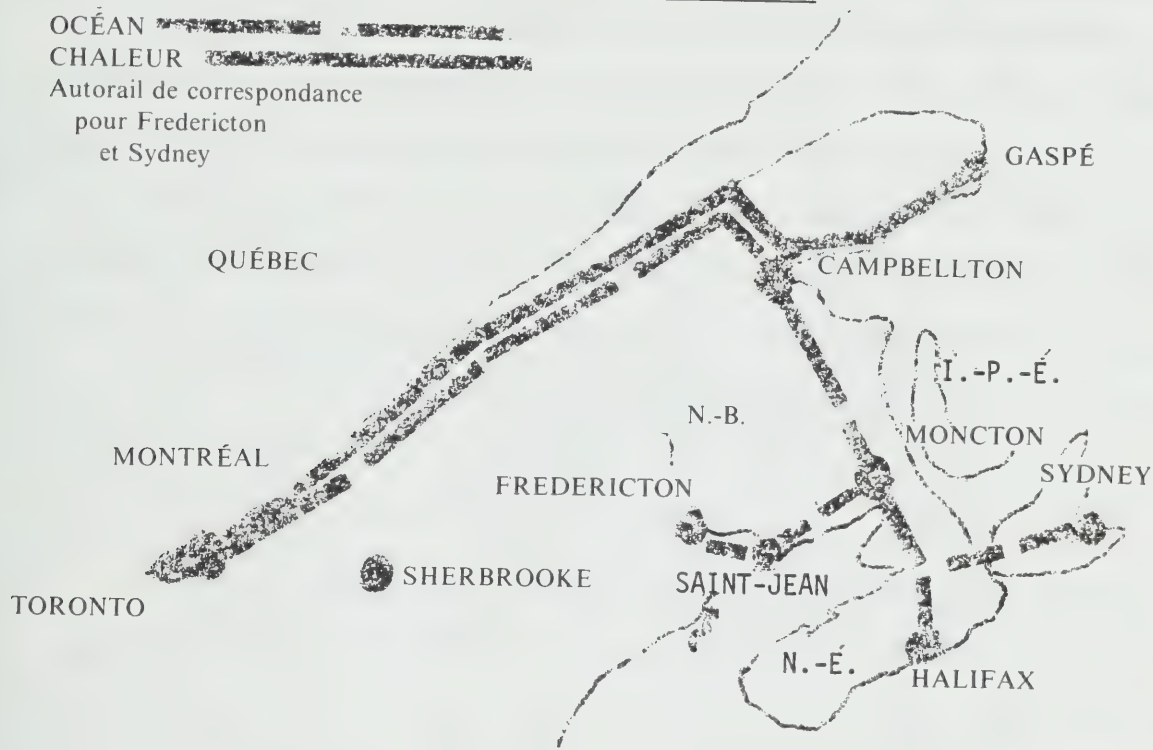 OCÉAN
CHALEUR
Autorail de correspondance
pour Fredericton
et Sydney
GASPÉ
QUÉBEC
CAMPBELLTON
Î.-P.-É.
N.-B.
MONCTON
MONTRÉAL
SYDNEY
FREDERICTON
SHERBROOKE
SAINT-JEAN
TORONTO
N.-É.
HALIFAX